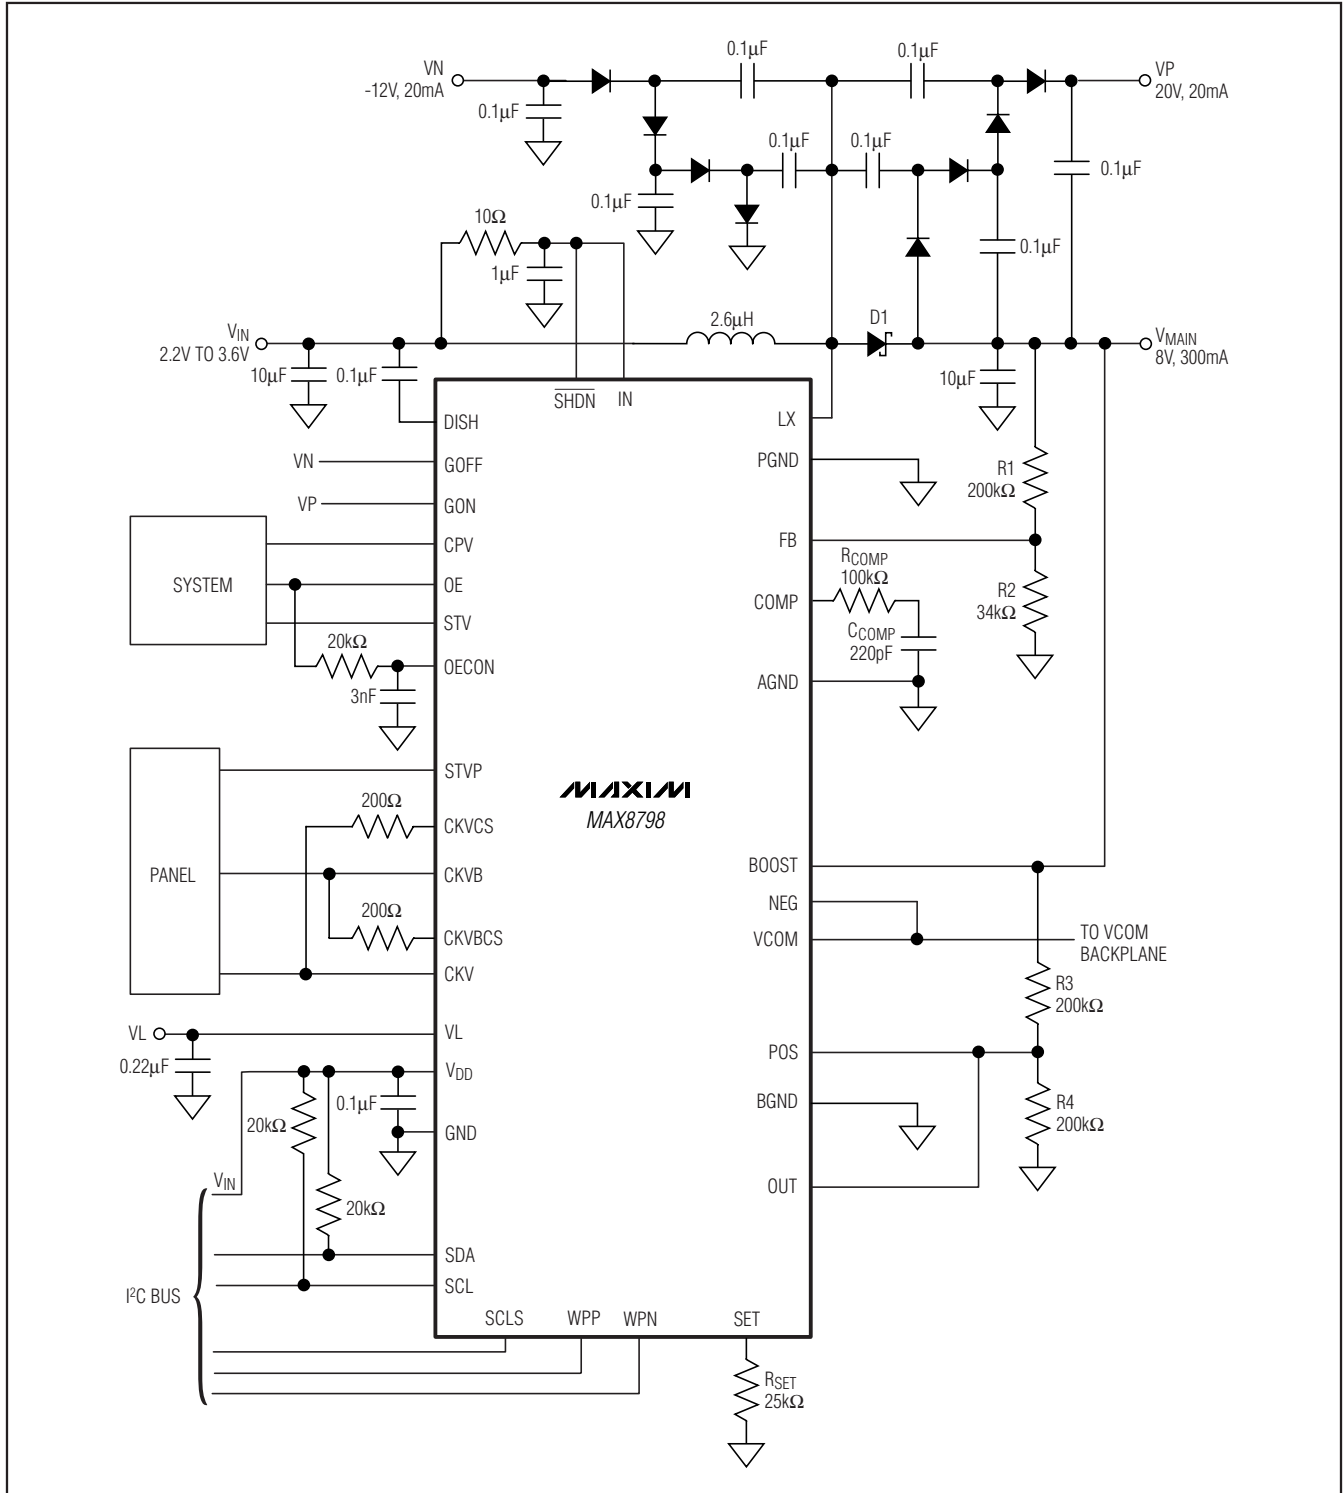 0.1µF
0.1µF
VN
-12V, 20mA
VP
20V, 20mA
0.1µF
0.1µF
0.1µF
0.1µF
0.1µF
10Ω
0.1µF
1µF
2.6µH
D1
VIN
2.2V TO 3.6V
VMAIN
8V, 300mA
10µF
0.1µF
10µF
SHDN
IN
DISH
LX
VN
GOFF
PGND
R1
200kΩ
VP
GON
CPV
FB
SYSTEM
OE
RCOMP
100kΩ
R2
34kΩ
COMP
STV
20kΩ
CCOMP
220pF
OECON
AGND
3nF
STVP
MAXIM
MAX8798
200Ω
CKVCS
PANEL
CKVB
BOOST
NEG
200Ω
CKVBCS
VCOM
TO VCOM
BACKPLANE
CKV
R3
200kΩ
VL
VL
0.22µF
POS
VDD
0.1µF
20kΩ
BGND
R4
200kΩ
GND
VIN
OUT
20kΩ
SDA
SCL
I²C BUS
SCLS
WPP
WPN
SET
RSET
25kΩ